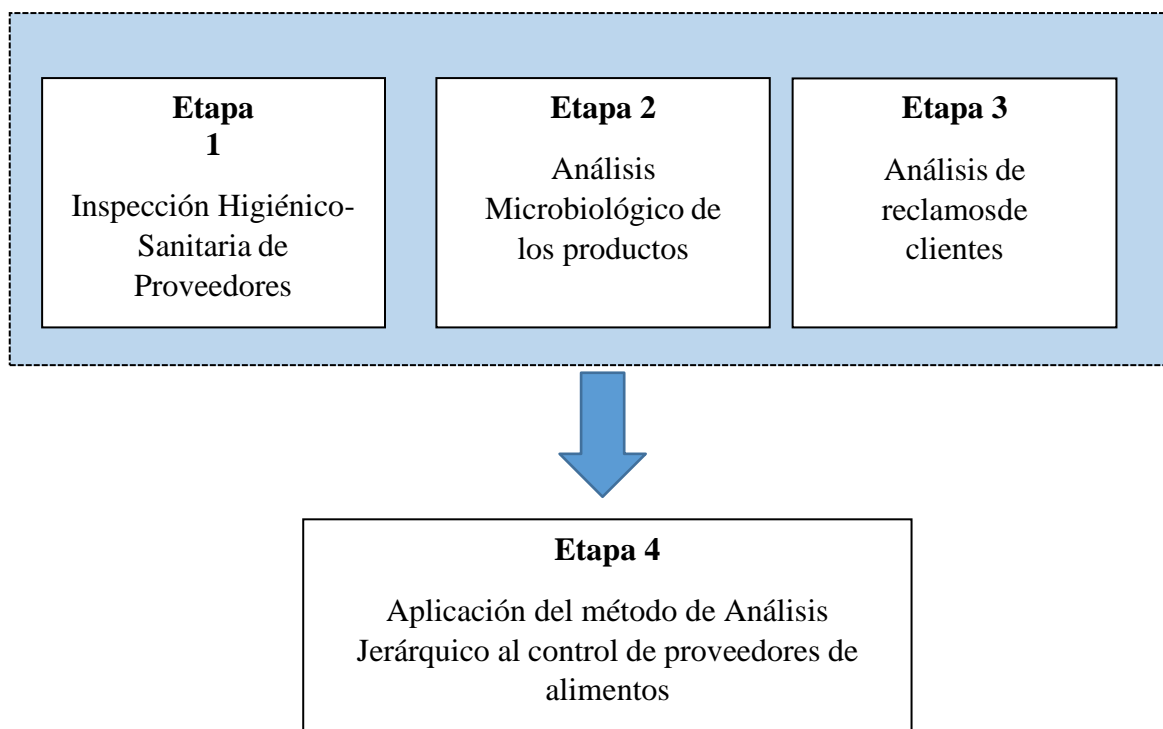 Etapa
1
Inspección Higiénico-
Sanitaria de
Proveedores
Etapa 2
Análisis
Microbiológico de
los productos
Etapa 3
Análisis de
reclamosde
clientes
Etapa 4
Aplicación del método de Análisis
Jerárquico al control de proveedores de
alimentos